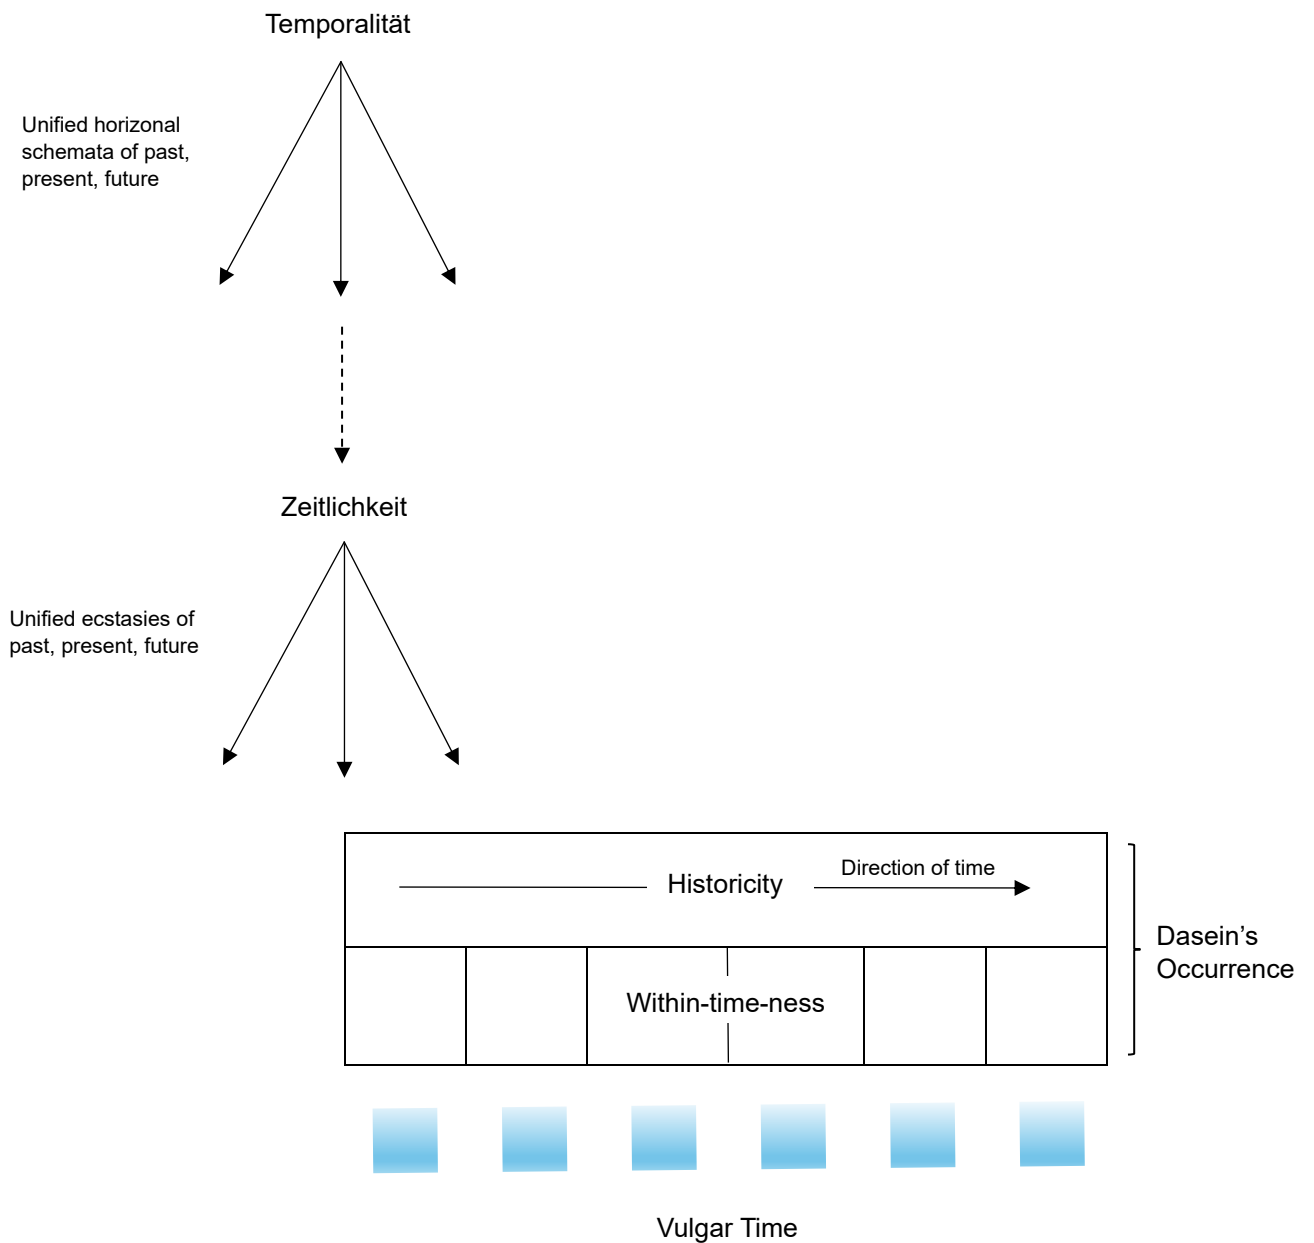 Temporalität
Unified horizonal
schemata of past,
present, future
Zeitlichkeit
Unified ecstasies of
past, present, future
Direction of time
Historicity
Dasein’s
Occurrence
Within-time-ness
Vulgar Time